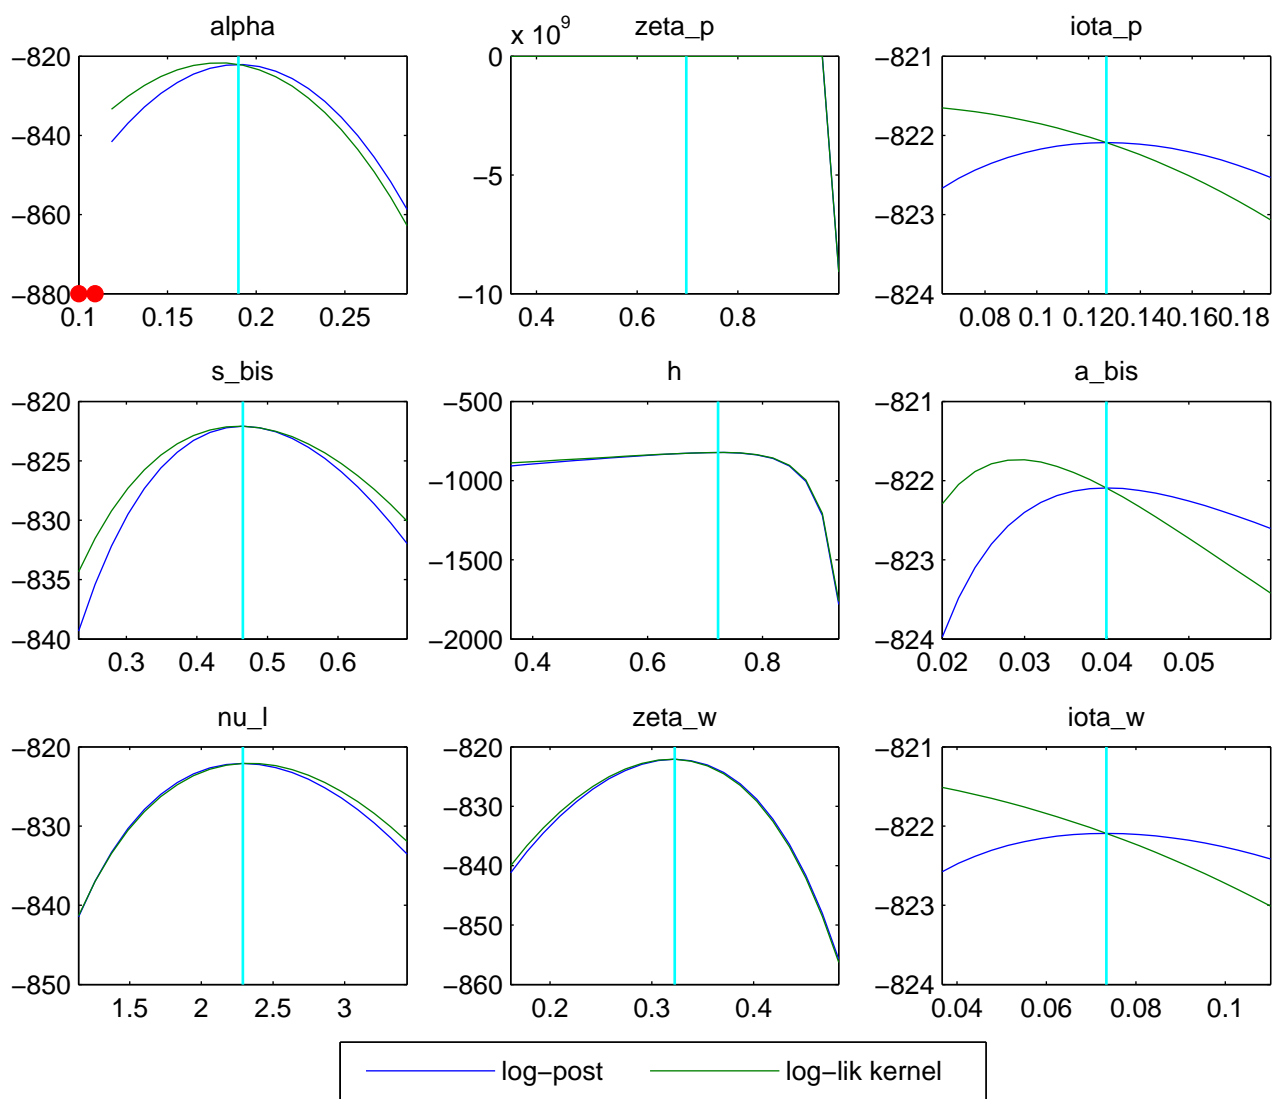 alpha zeta_p iota_p
x 10^9
−820 0 −821
−840 −5 −822
−860 −823
−880 −10 −824
0.1 0.15 0.2 0.25 0.4 0.6 0.8 0.08 0.1 0.12 0.14 0.16 0.18
s_bis h a_bis
−820 −500 −821
−825 −1000 −822
−830
−835 −1500 −823
−840 −2000 −824
0.3 0.4 0.5 0.6 0.4 0.6 0.8 0.02 0.03 0.04 0.05
nu_l zeta_w iota_w
−820 −820 −821
−830 −830 −822
−840 −840
−850 −823
−850 −860 −824
1.5 2 2.5 3 0.2 0.3 0.4 0.04 0.06 0.08 0.1
log−post log−lik kernel